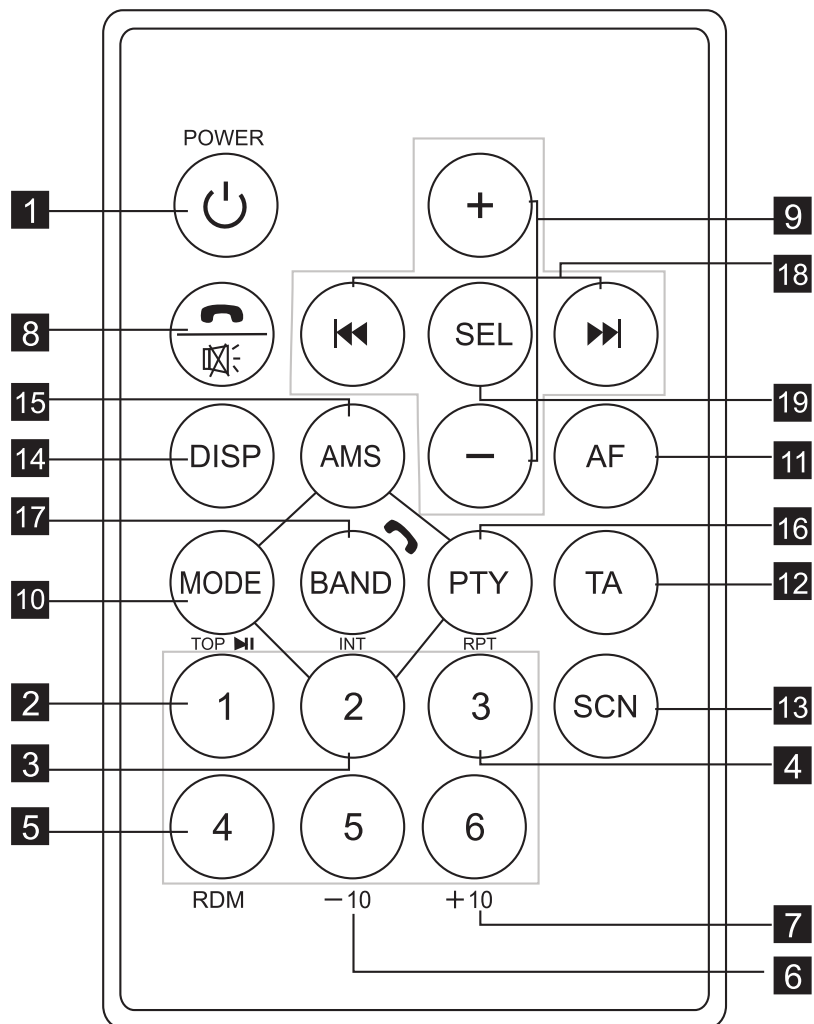 POWER
1
+
9
18
8
SEL
15
19
14
DISP
AMS
−
AF
11
17
16
10
MODE
BAND
PTY
TA
12
TOP
INT
RPT
2
1
2
3
SCN
13
3
4
5
4
5
6
RDM
−10
+10
7
6